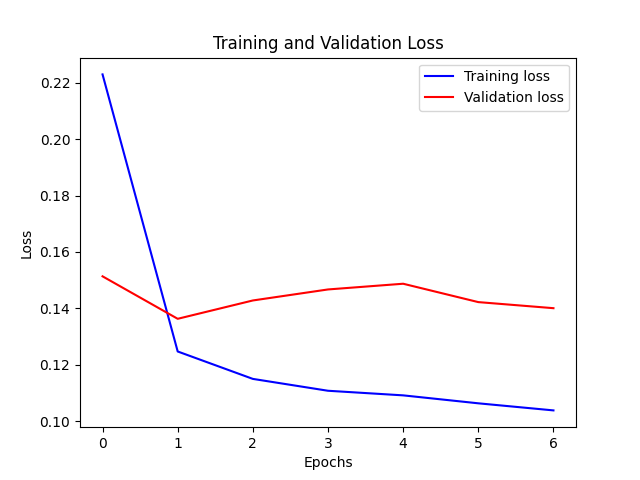 Training and Validation Loss
Training loss
Validation loss
Loss
0.22
0.20
0.18
0.16
0.14
0.12
0.10
0 1 2 3 4 5 6
Epochs